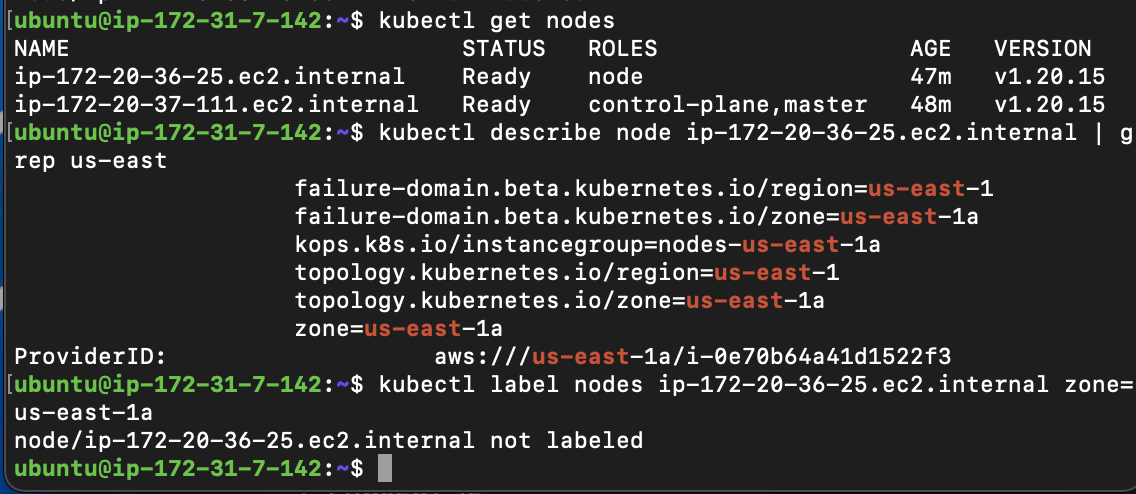 [ubuntu@ip-172-31-7-142:~$ kubectl get nodes
NAME STATUS ROLES AGE VERSION
ip-172-20-36-25.ec2.internal Ready node 47m v1.20.15
ip-172-20-37-111.ec2.internal Ready control-plane,master 48m v1.20.15
[ubuntu@ip-172-31-7-142:~$ kubectl describe node ip-172-20-36-25.ec2.internal | g
rep us-east
failure-domain.beta.kubernetes.io/region=us-east-1
failure-domain.beta.kubernetes.io/zone=us-east-1a
kops.k8s.io/instancegroup=nodes-us-east-1a
topology.kubernetes.io/region=us-east-1
topology.kubernetes.io/zone=us-east-1a
zone=us-east-1a
ProviderID: aws:///us-east-1a/i-0e70b64a41d1522f3
[ubuntu@ip-172-31-7-142:~$ kubectl label nodes ip-172-20-36-25.ec2.internal zone=
us-east-1a
node/ip-172-20-36-25.ec2.internal not labeled
ubuntu@ip-172-31-7-142:~$